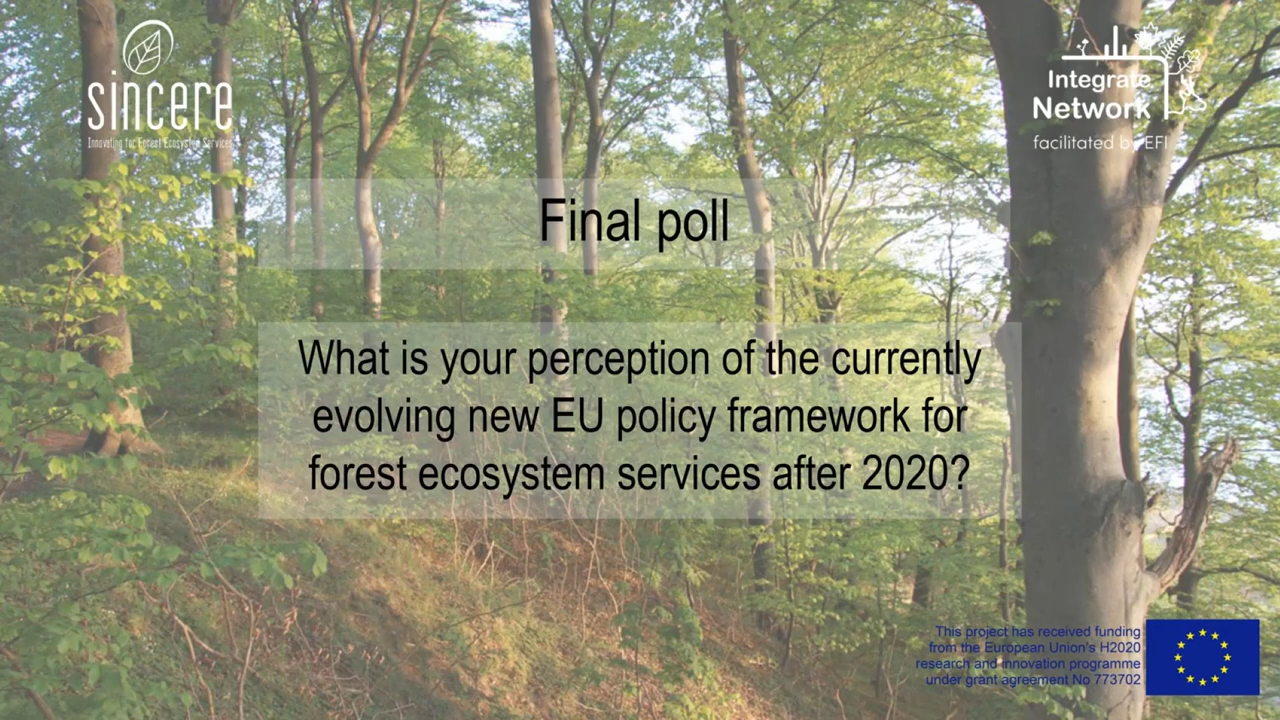 sincere
Innovating for Forest Ecosystem Services
Integrate
Network
facilitated by EFI
Final poll
What is your perception of the currently
evolving new EU policy framework for
forest ecosystem services after 2020?
This project has received funding
from the European Union's H2020
research and innovation programme
under grant agreement No 773702